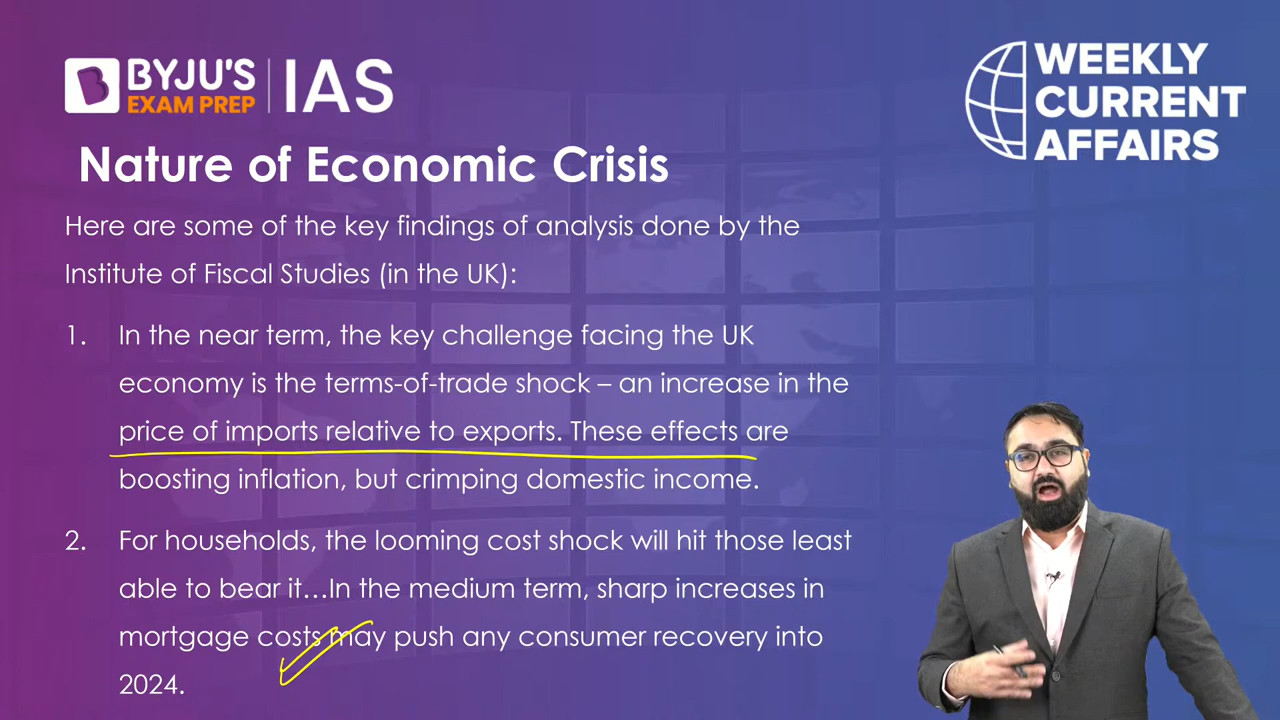 BYJU'S
EXAM PREP
IAS
WEEKLY
CURRENT
AFFAIRS
Nature of Economic Crisis
Here are some of the key findings of analysis done by the
Institute of Fiscal Studies (in the UK):
1. In the near term, the key challenge facing the UK
economy is the terms-of-trade shock – an increase in the
price of imports relative to exports. These effects are
boosting inflation, but crimping domestic income.
2. For households, the looming cost shock will hit those least
able to bear it…In the medium term, sharp increases in
mortgage costs may push any consumer recovery into
2024.